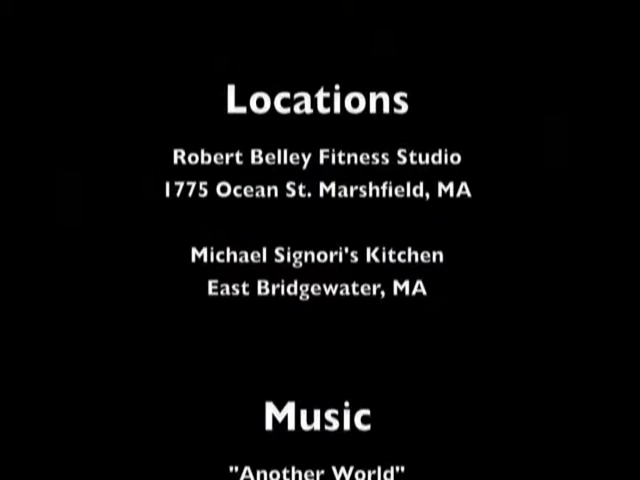 Locations
Robert Belley Fitness Studio
1775 Ocean St. Marshfield, MA
Michael Signori's Kitchen
East Bridgewater, MA
Music
"Another World"